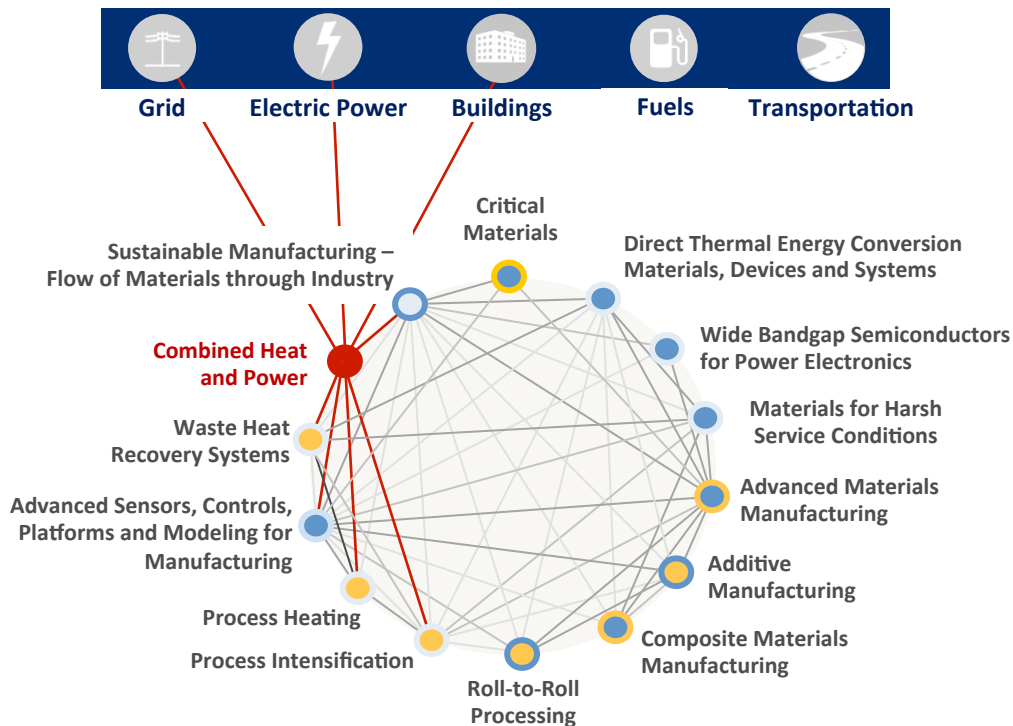 Grid
Electric Power
Buildings
Fuels
Transportation
Critical
Materials
Sustainable Manufacturing –
Flow of Materials through Industry
Direct Thermal Energy Conversion
Materials, Devices and Systems
Wide Bandgap Semiconductors
for Power Electronics
Combined Heat
and Power
Materials for Harsh
Service Conditions
Waste Heat
Recovery Systems
Advanced Materials
Manufacturing
Advanced Sensors, Controls,
Platforms and Modeling for
Manufacturing
Additive
Manufacturing
Process Heating
Composite Materials
Manufacturing
Process Intensification
Roll-to-Roll
Processing